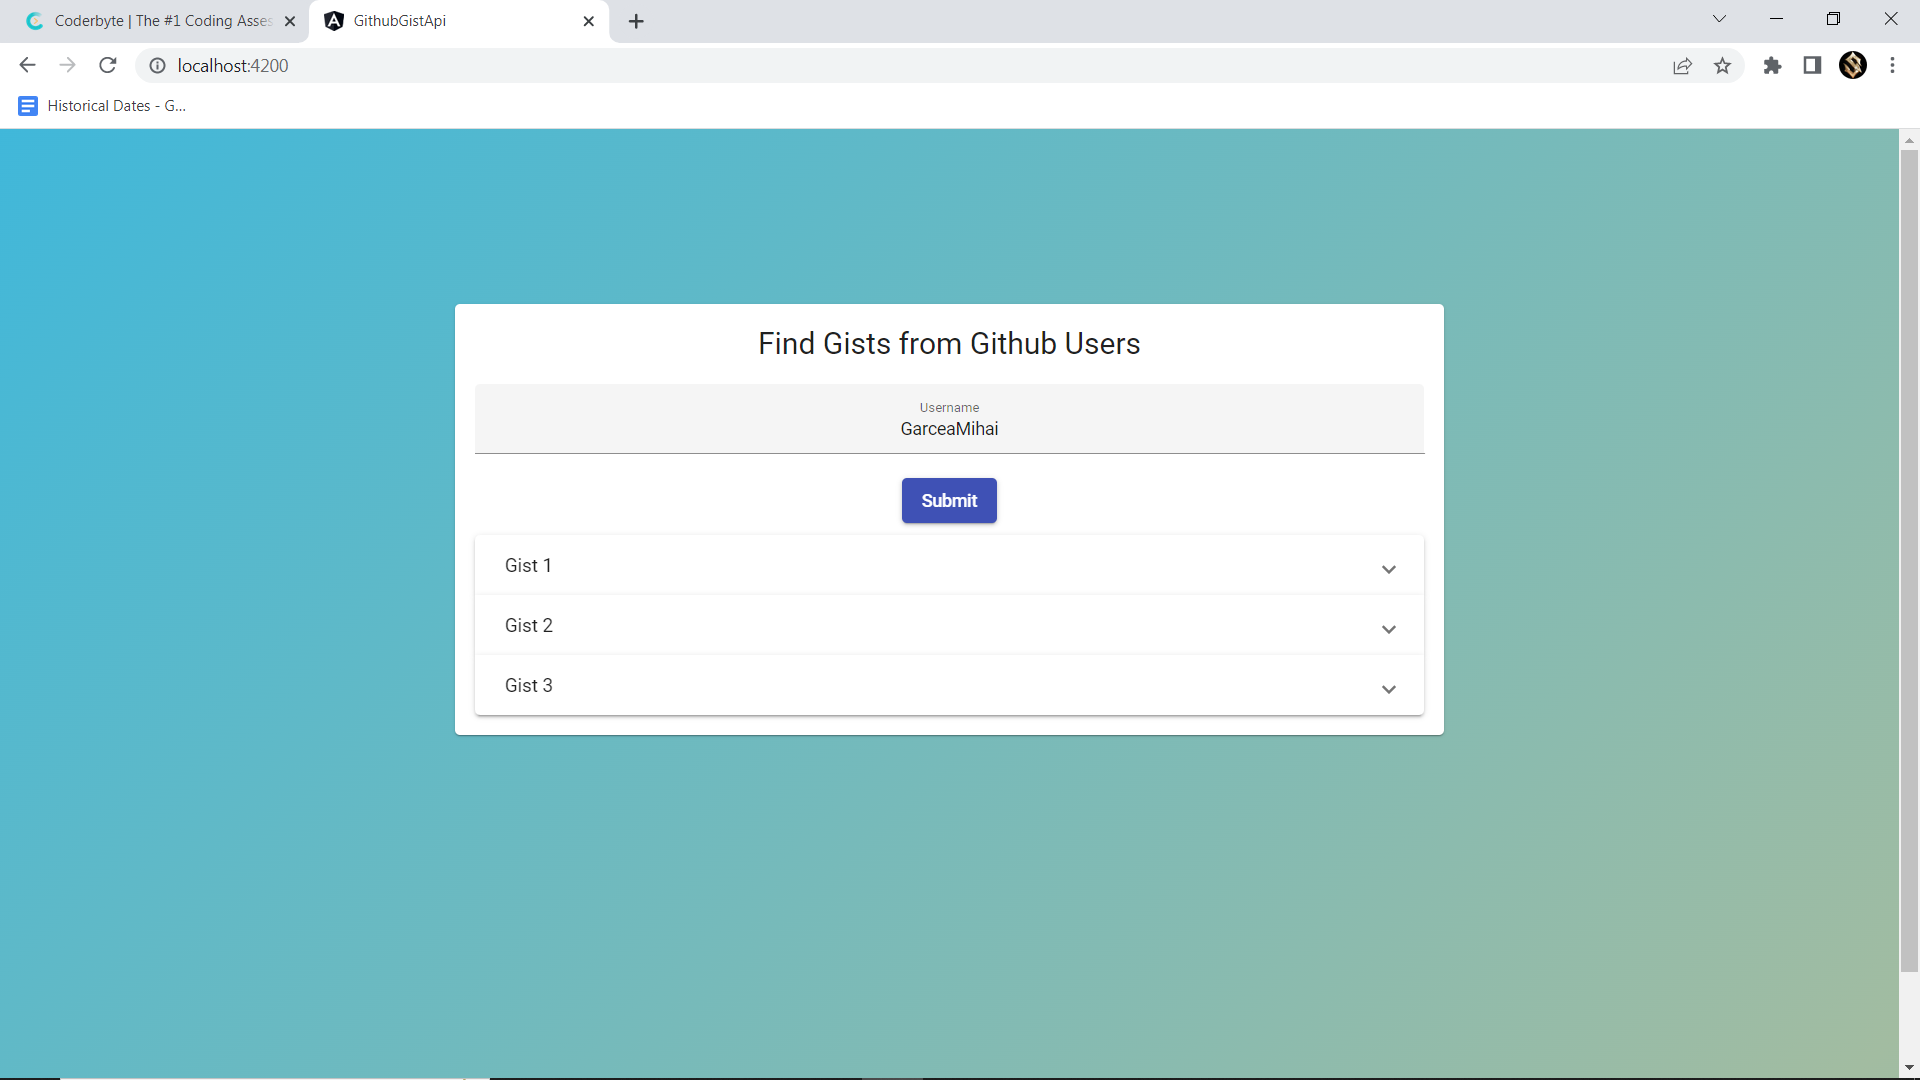 Coderbyte | The #1 Coding Asses
GithubGistApi
localhost:4200
Historical Dates - G...
Find Gists from Github Users
Username
GarceaMihai
Submit
Gist 1
Gist 2
Gist 3